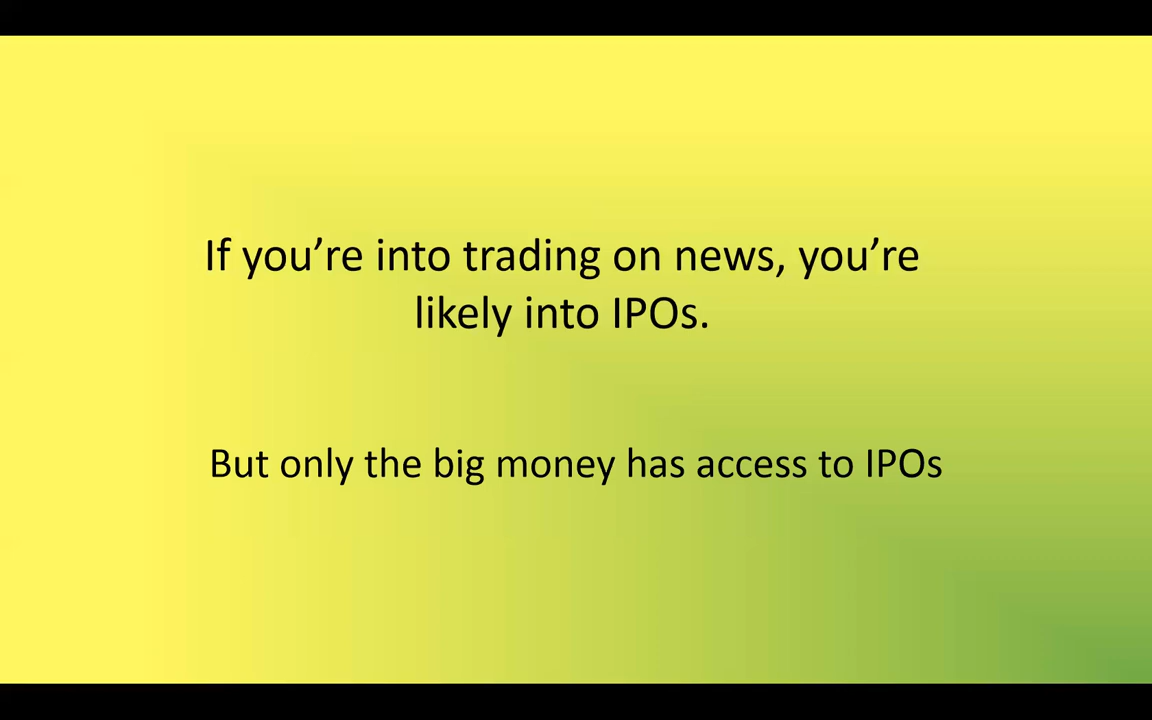 If you’re into trading on news, you’re
likely into IPOs.
But only the big money has access to IPOs